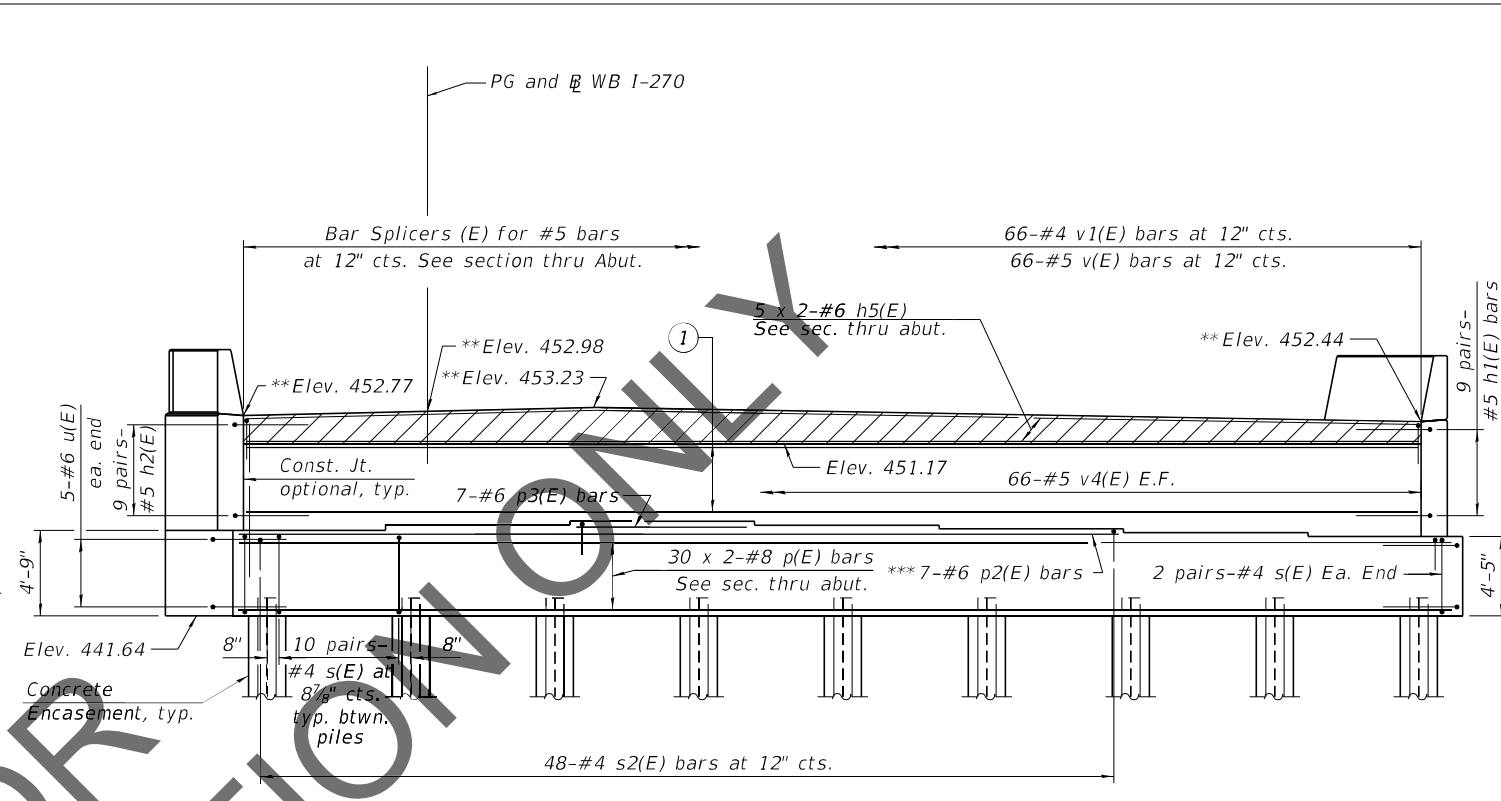 PG and ℄ WB I-270
Bar Splicers (E) for #5 bars
at 12" cts. See section thru Abut.
66-#4 v1(E) bars at 12" cts.
66-#5 v(E) bars at 12" cts.
5 x 2-#6 h5(E)
See sec. thru abut.
1
**Elev. 452.98
**Elev. 453.23
**Elev. 452.77
**Elev. 452.44
9 pairs-
#5 h1(E) bars
5-#6 u(E)
ea. end
9 pairs-
#5 h2(E)
Const. Jt.
optional, typ.
Elev. 451.17
66-#5 v4(E) E.F.
7-#6 p3(E) bars
30 x 2-#8 p(E) bars
See sec. thru abut.
***7-#6 p2(E) bars
2 pairs-#4 s(E) Ea. End
4'-9"
4'-5"
Elev. 441.64
8"
10 pairs-
#4 s(E) at
8⅞" cts.
typ. btwn.
piles
8"
Concrete
Encasement, typ.
48-#4 s2(E) bars at 12" cts.
ONLY